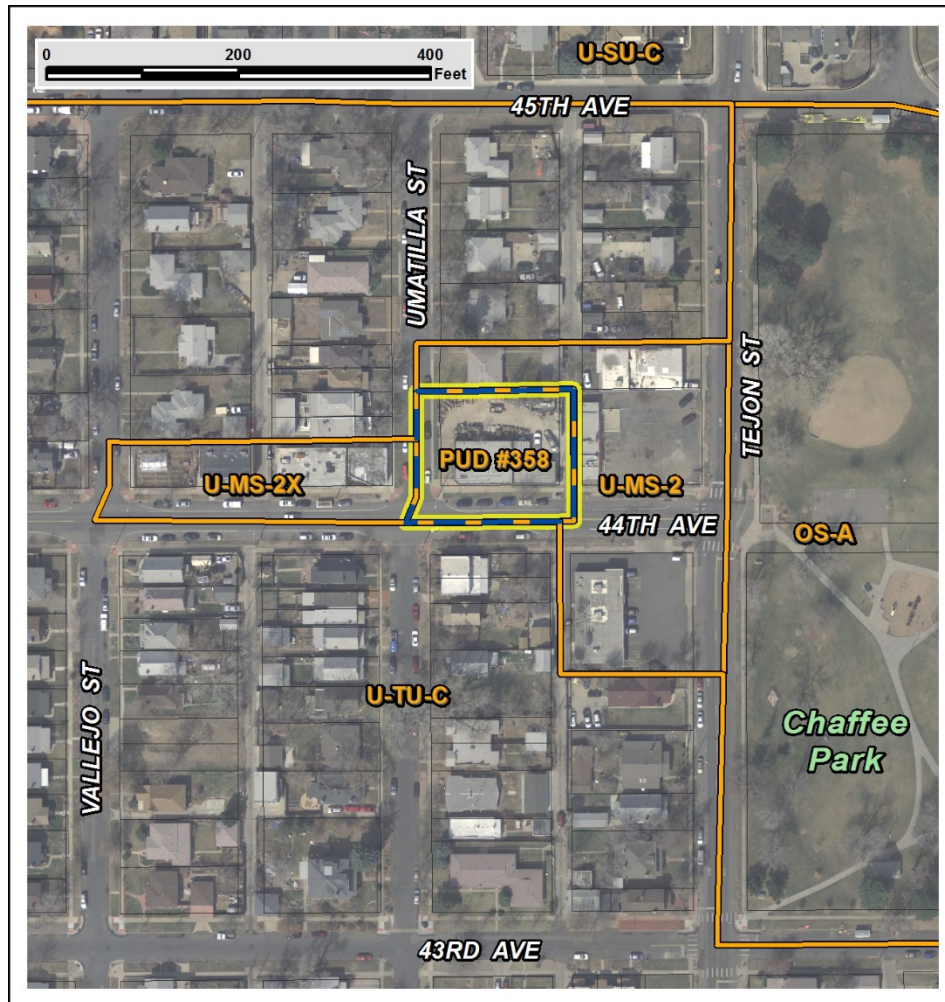 0 200 400
Feet
U-SU-C
45TH AVE
UMATILLA ST
TEJON ST
PUD #358
U-MS-2X
U-MS-2
44TH AVE
OS-A
U-TU-C
VALLEJO ST
Chaffee
Park
43RD AVE